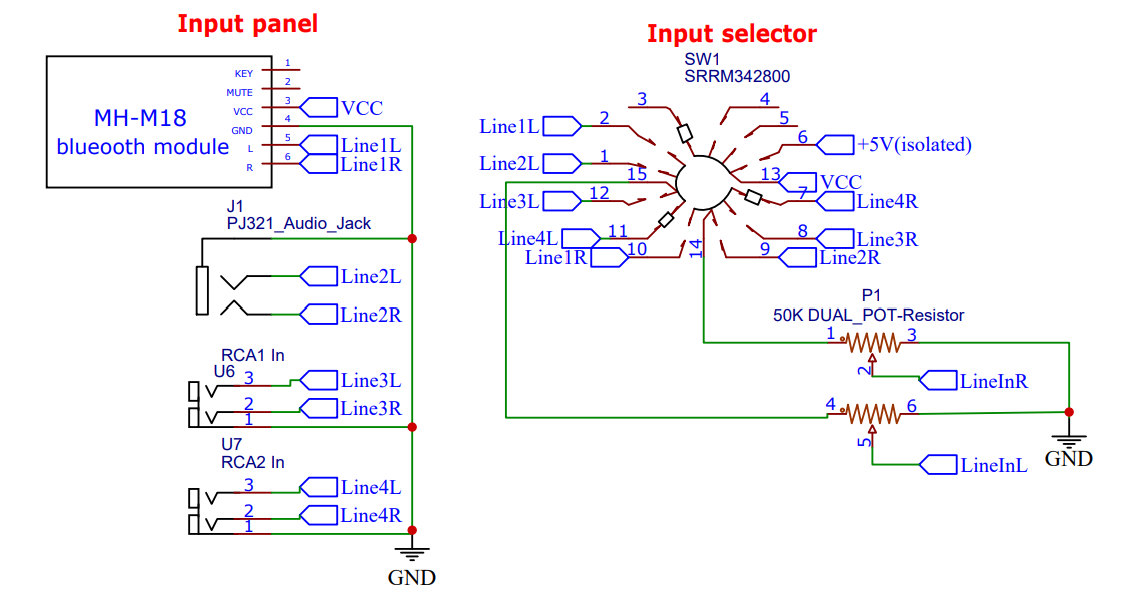 Input panel
KEY 1
MUTE 2
MH-M18
blueooth module
VCC 3 VCC
GND 4
L 5 Line1L
R 6 Line1R
J1
PJ321_Audio_Jack
Line2L
Line2R
RCA1 In
U6
3 Line3L
2 Line3R
1
U7
RCA2 In
3 Line4L
2 Line4R
1
GND
Input selector
SW1
SRRM342800
3 4
Line1L 2 5
6 +5V(isolated)
Line2L 1
15 13 VCC
Line3L 12 7 Line4R
Line4L 11 8 Line3R
Line1R 10 14 9 Line2R
P1
50K DUAL_POT-Resistor
1 3
2 LineInR
4 6
5 LineInL
GND